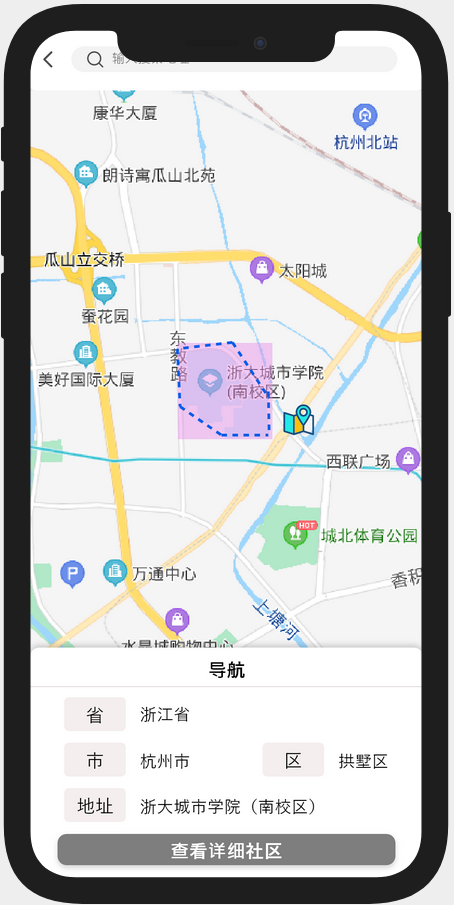 康华大厦
杭州北站
朗诗寓瓜山北苑
瓜山立交桥
太阳城
蚕花园
东教路
美好国际大厦
浙大城市学院
(南校区)
西联广场
HOT
城北体育公园
P
万通中心
香积
上塘河
水晶城购物中心
导航
省
浙江省
市
杭州市
区
拱墅区
地址
浙大城市学院（南校区）
查看详细社区